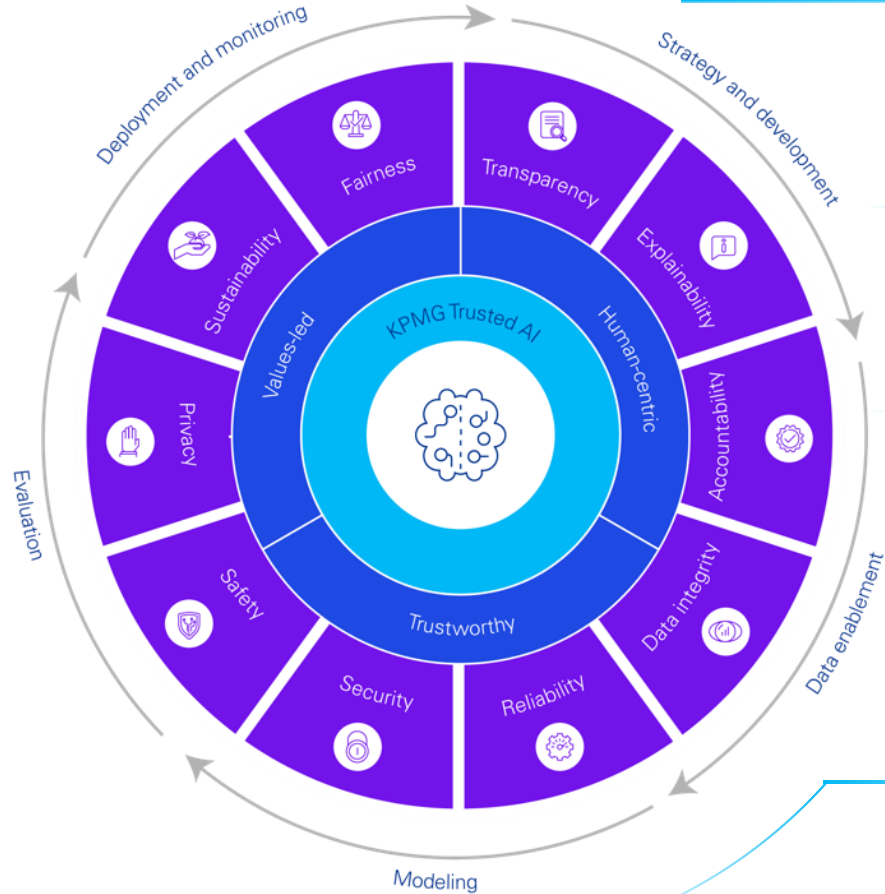 Deployment and monitoring
Strategy and development
Fairness
Transparency
Sustainability
Explainability
KPMG Trusted AI
Values-led
Human-centric
Privacy
Accountability
Evaluation
Safety
Data integrity
Data enablement
Trustworthy
Security
Reliability
Modeling